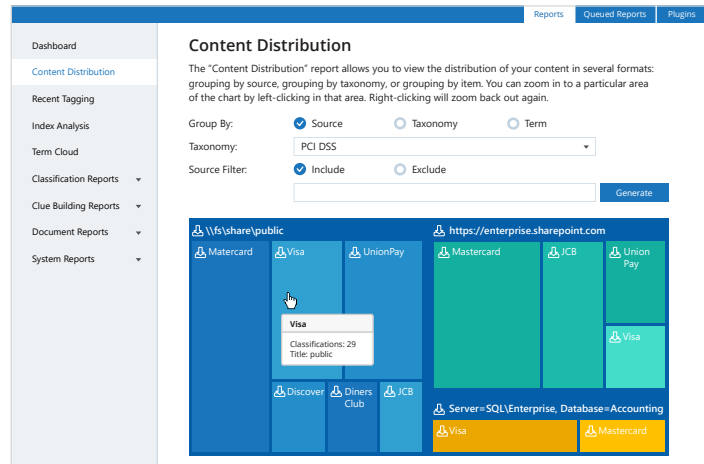 Reports Queued Reports Plugins
Dashboard
Content Distribution
Recent Tagging
Index Analysis
Term Cloud
Classification Reports
Clue Building Reports
Document Reports
System Reports
Content Distribution
The "Content Distribution" report allows you to view the distribution of your content in several formats:
grouping by source, grouping by taxonomy, or grouping by item. You can zoom in to a particular area
of the chart by left-clicking in that area. Right-clicking will zoom back out again.
Group By: Source Taxonomy Term
Taxonomy: PCI DSS
Source Filter: Include Exclude
Generate
\\fs\share\public
Matercard Visa UnionPay
Visa
Classifications: 29
Title: public
Discover Diners
Club
JCB
https://enterprise.sharepoint.com
Mastercard JCB Union
Pay
Visa
Server=SQL\Enterprise, Database=Accounting
Visa Mastercard